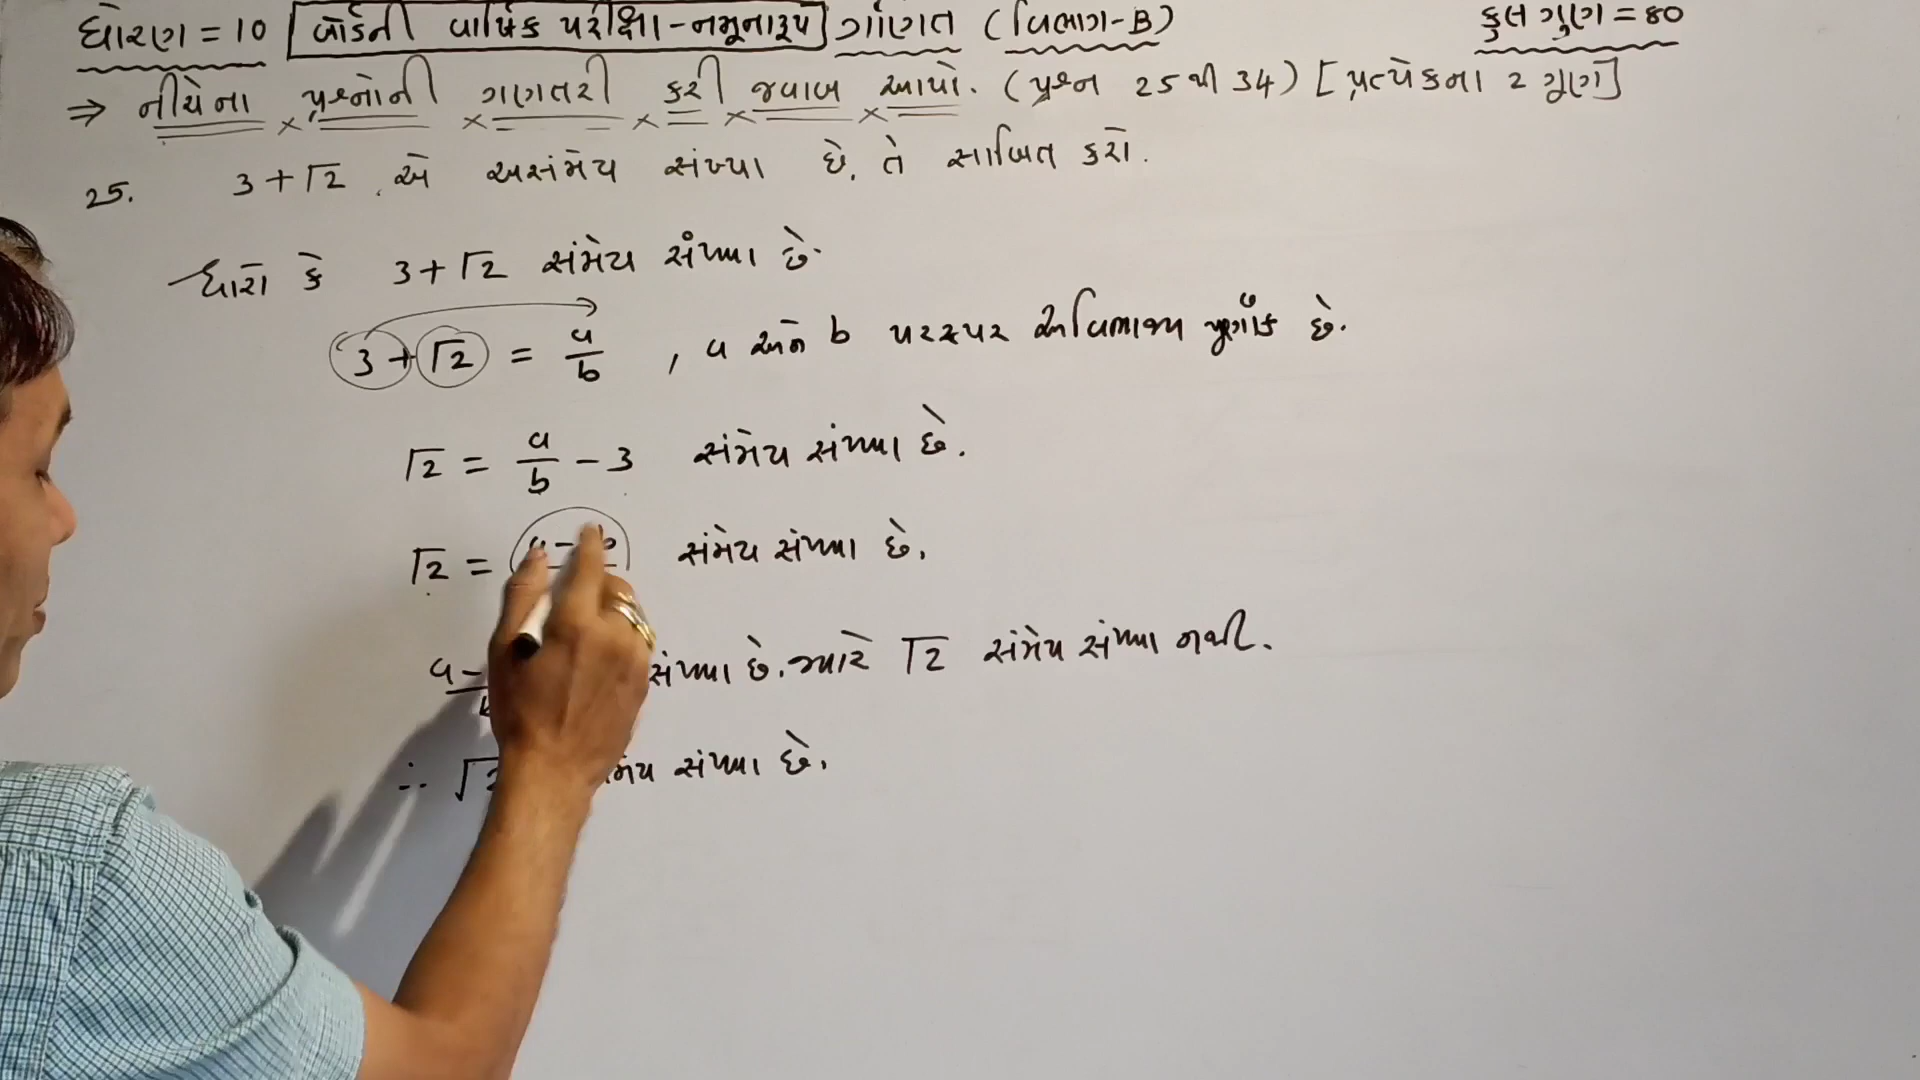 ધોરણ = 10 બોર્ડની વાર્ષિક પરીક્ષા - નમૂનારૂપ ગણિત (વિભાગ-B) કુલ ગુણ = 80
⇒ નીચેના પ્રશ્નોની ગણતરી કરી જવાબ આપો. (પ્રશ્ન 25 થી 34) [પ્રત્યેકના 2 ગુણ]
25. 3+√2 એ અસંમેય સંખ્યા છે, તે સાબિત કરો.
ધારો કે 3+√2 સંમેય સંખ્યા છે.
3+√2 = a/b , a અને b પરસ્પર અવિભાજ્ય પૂર્ણાંક છે.
√2 = a/b - 3 સંમેય સંખ્યા છે.
√2 = a - b સંમેય સંખ્યા છે.
a - સંખ્યા છે. જ્યારે √2 સંમેય સંખ્યા નથી.
∴ √2 સંખ્યા છે.